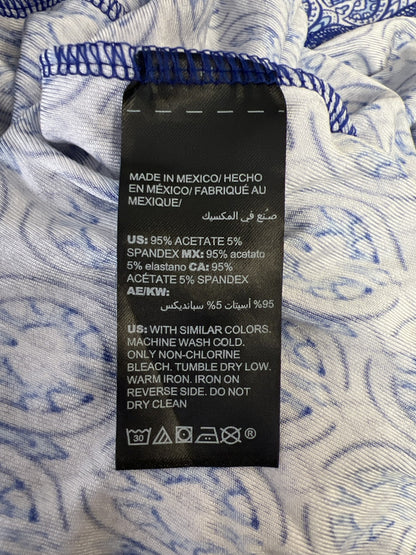 MADE IN MEXICO/ HECHO
EN MÉXICO/ FABRIQUÉ AU
MEXIQUE/
صنع في المكسيك
US: 95% ACETATE 5%
SPANDEX MX: 95% acetato
5% elastano CA: 95%
ACÉTATE 5% SPANDEX
AE/KW:
95% أسيتات 5% سبانديكس
US: WITH SIMILAR COLORS.
MACHINE WASH COLD.
ONLY NON-CHLORINE
BLEACH. TUMBLE DRY LOW.
WARM IRON. IRON ON
REVERSE SIDE. DO NOT
DRY CLEAN
30 ®